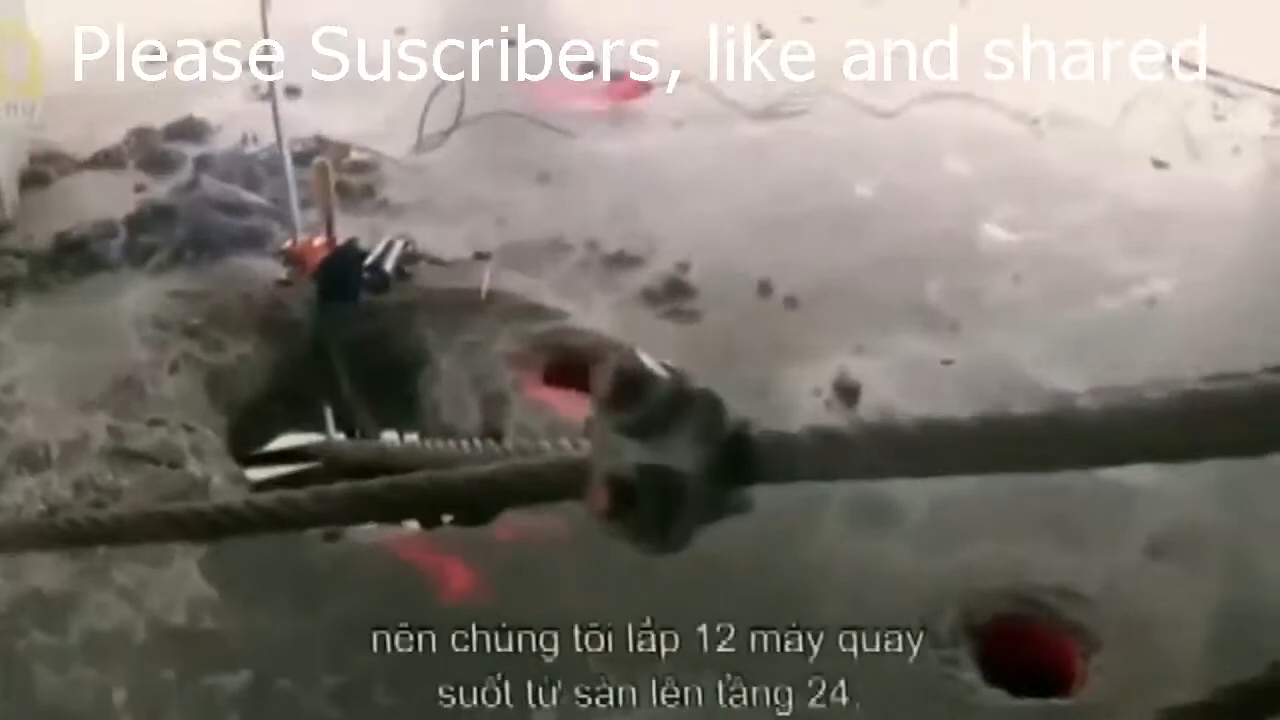 Please Suscribers, like and shared
nên chúng tôi lắp 12 máy quay
suốt từ sàn lên tầng 24.